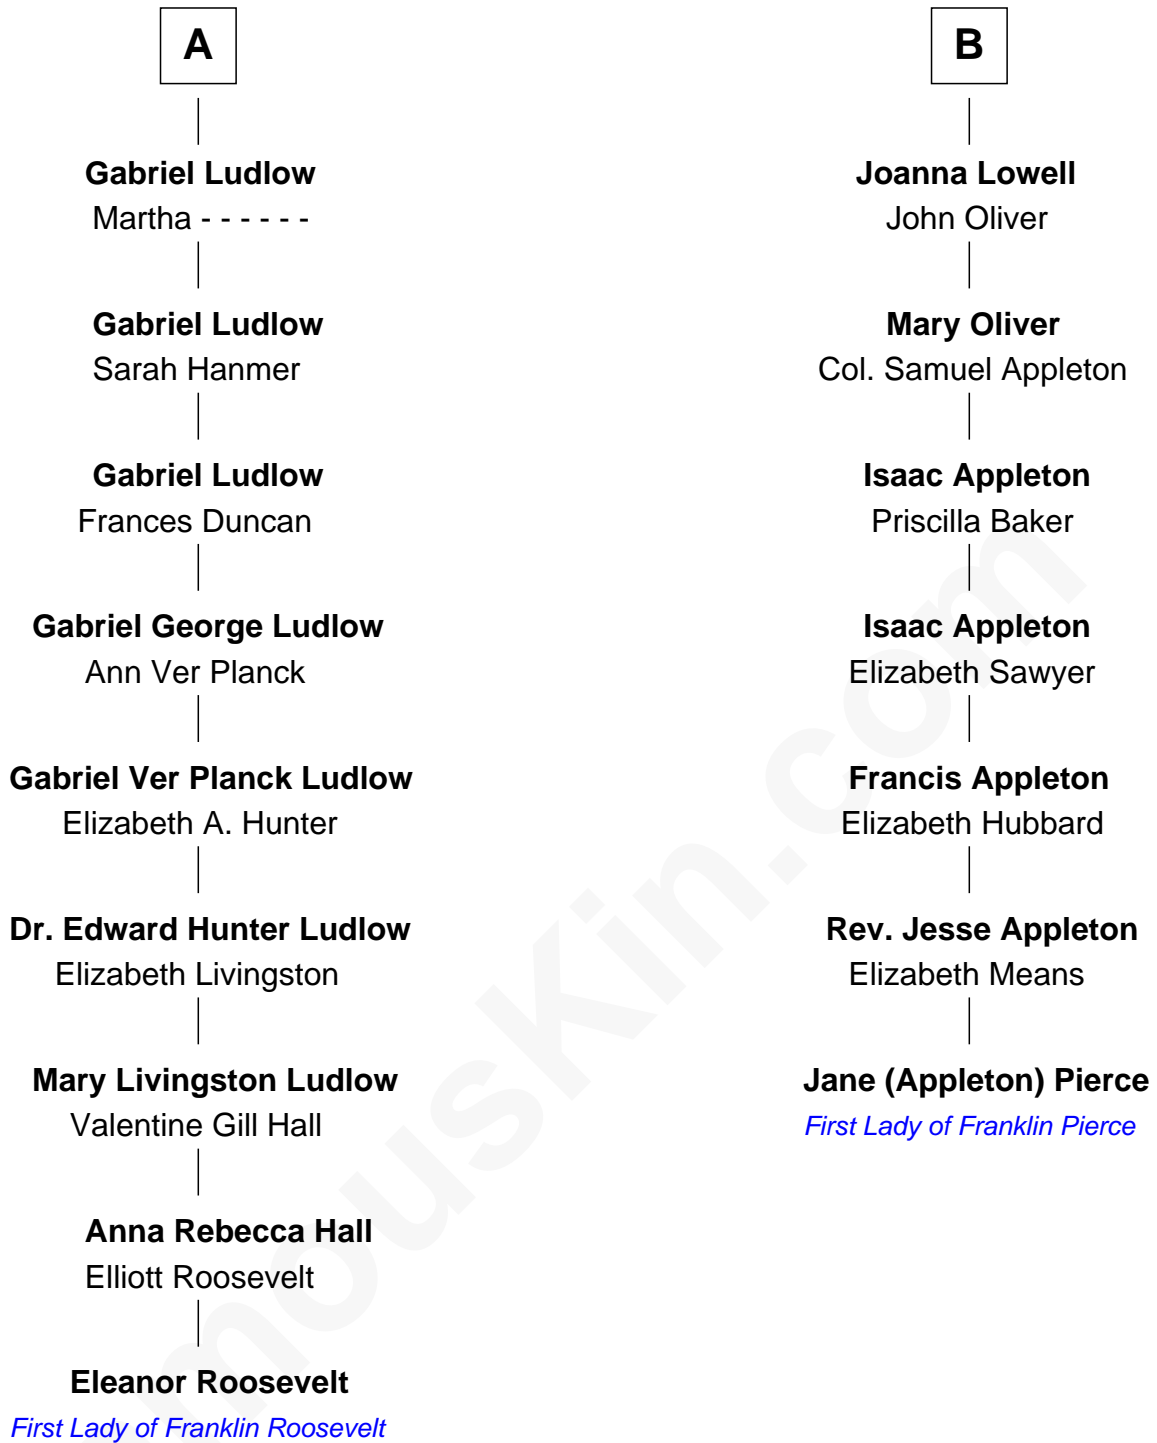 A
Gabriel Ludlow
Martha - - - - - -
Gabriel Ludlow
Sarah Hanmer
Gabriel Ludlow
Frances Duncan
Gabriel George Ludlow
Ann Ver Planck
Gabriel Ver Planck Ludlow
Elizabeth A. Hunter
Dr. Edward Hunter Ludlow
Elizabeth Livingston
Mary Livingston Ludlow
Valentine Gill Hall
Anna Rebecca Hall
Elliott Roosevelt
Eleanor Roosevelt
First Lady of Franklin Roosevelt
B
Joanna Lowell
John Oliver
Mary Oliver
Col. Samuel Appleton
Isaac Appleton
Priscilla Baker
Isaac Appleton
Elizabeth Sawyer
Francis Appleton
Elizabeth Hubbard
Rev. Jesse Appleton
Elizabeth Means
Jane (Appleton) Pierce
First Lady of Franklin Pierce
mousKin.com